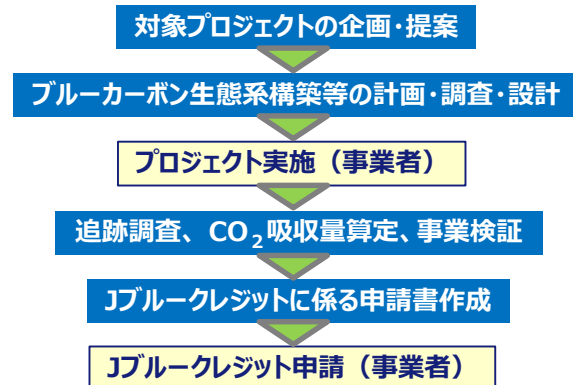 対象プロジェクトの企画・提案
ブルーカーボン生態系構築等の計画・調査・設計
プロジェクト実施（事業者）
追跡調査、CO₂吸収量算定、事業検証
Jブルークレジットに係る申請書作成
Jブルークレジット申請（事業者）